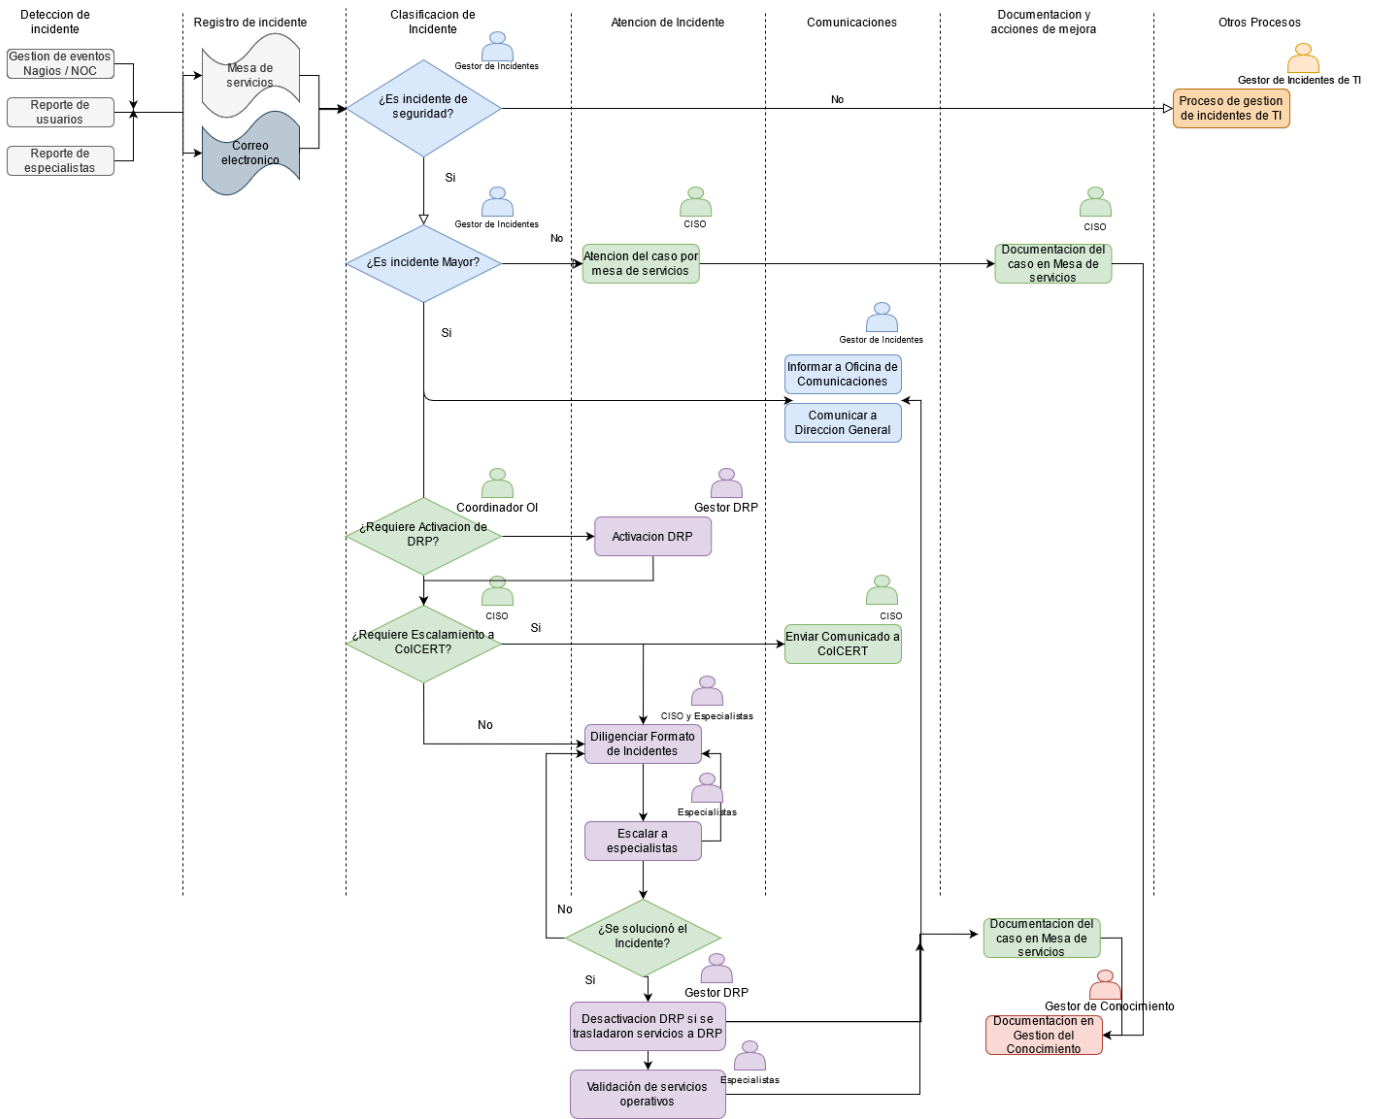 Deteccion de
incidente
Registro de incidente
Clasificacion de
Incidente
Atencion de Incidente
Comunicaciones
Documentacion y
acciones de mejora
Otros Procesos
Gestion de eventos
Nagios / NOC
Reporte de
usuarios
Reporte de
especialistas
Mesa de
servicios
Correo
electronico
Gestor de Incidentes
¿Es incidente de
seguridad?
No
Gestor de Incidentes de TI
Proceso de gestion
de incidentes de TI
Si
Gestor de Incidentes
¿Es incidente Mayor?
No
CISO
Atencion del caso por
mesa de servicios
CISO
Documentacion del
caso en Mesa de
servicios
Si
Gestor de Incidentes
Informar a Oficina de
Comunicaciones
Comunicar a
Direccion General
Coordinador OI
¿Requiere Activacion de
DRP?
Gestor DRP
Activacion DRP
CISO
¿Requiere Escalamiento a
ColCERT?
Si
CISO
Enviar Comunicado a
ColCERT
No
CISO y Especialistas
Diligenciar Formato
de Incidentes
Especialistas
Escalar a
especialistas
No
¿Se solucionó el
Incidente?
Si
Gestor DRP
Desactivacion DRP si se
trasladaron servicios a DRP
Especialistas
Validación de servicios
operativos
Documentacion del
caso en Mesa de
servicios
Gestor de Conocimiento
Documentacion en
Gestion del
Conocimiento